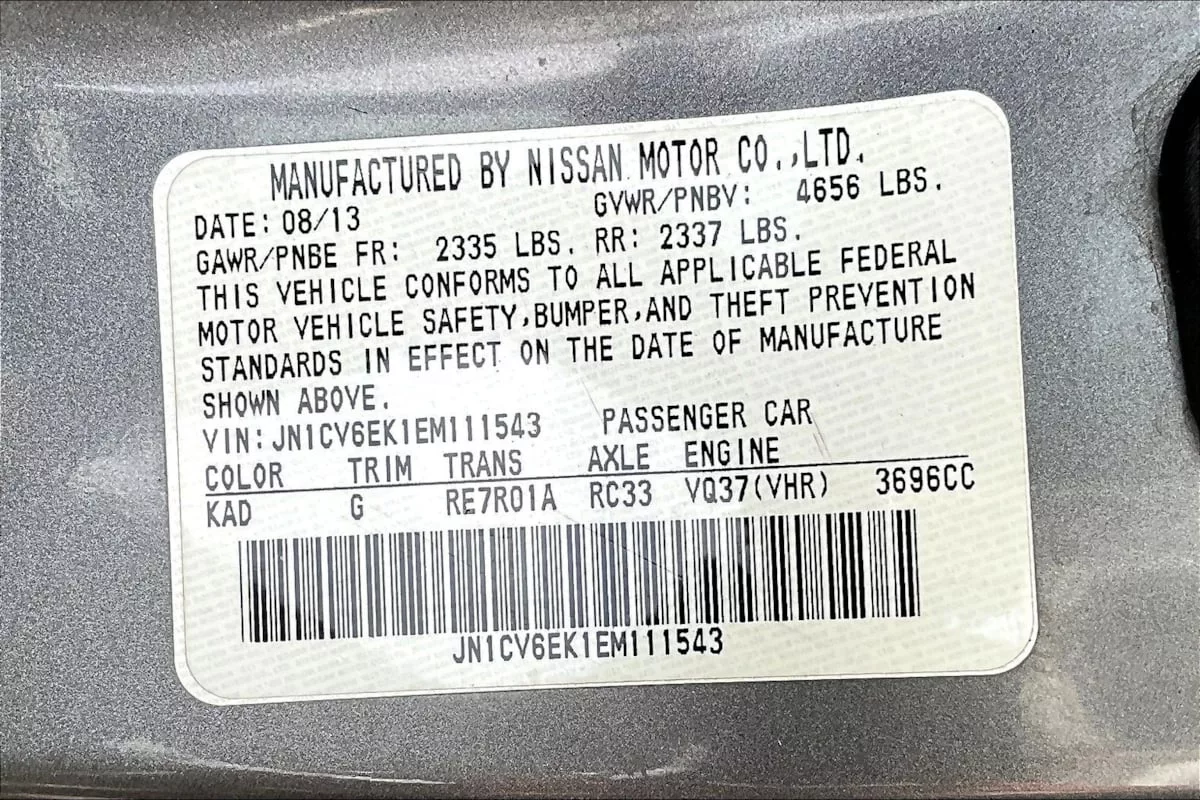 MANUFACTURED BY NISSAN MOTOR CO.,LTD.
DATE: 08/13 GVWR/PNBV: 4656 LBS.
GAWR/PNBE FR: 2335 LBS. RR: 2337 LBS.
THIS VEHICLE CONFORMS TO ALL APPLICABLE FEDERAL
MOTOR VEHICLE SAFETY,BUMPER,AND THEFT PREVENTION
STANDARDS IN EFFECT ON THE DATE OF MANUFACTURE
SHOWN ABOVE.
VIN: JN1CV6EK1EM111543 PASSENGER CAR
COLOR TRIM TRANS AXLE ENGINE
KAD G RE7R01A RC33 VQ37(VHR) 3696CC
JN1CV6EK1EM111543